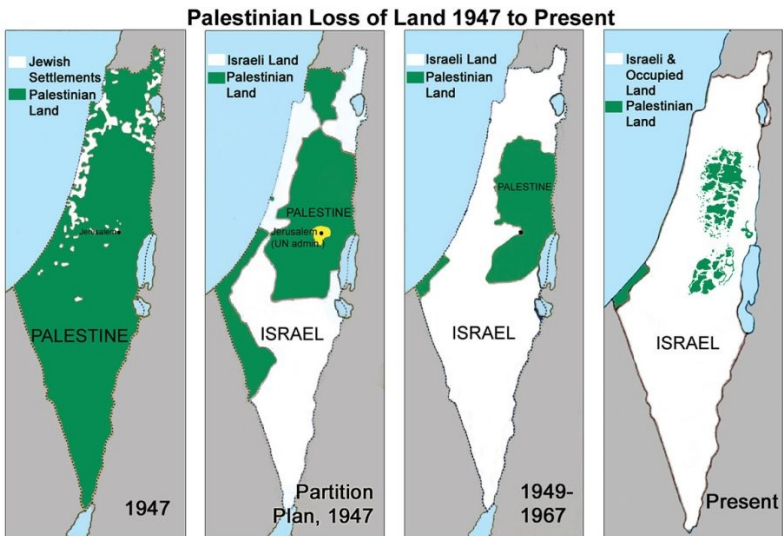 Palestinian Loss of Land 1947 to Present
Jewish
Settlements
Palestinian
Land
Jerusalem
PALESTINE
1947
Israeli Land
Palestinian
Land
PALESTINE
Jerusalem
(UN admin.)
ISRAEL
Partition
Plan, 1947
Israeli Land
Palestinian
Land
PALESTINE
ISRAEL
1949-
1967
Israeli &
Occupied
Land
Palestinian
Land
ISRAEL
Present